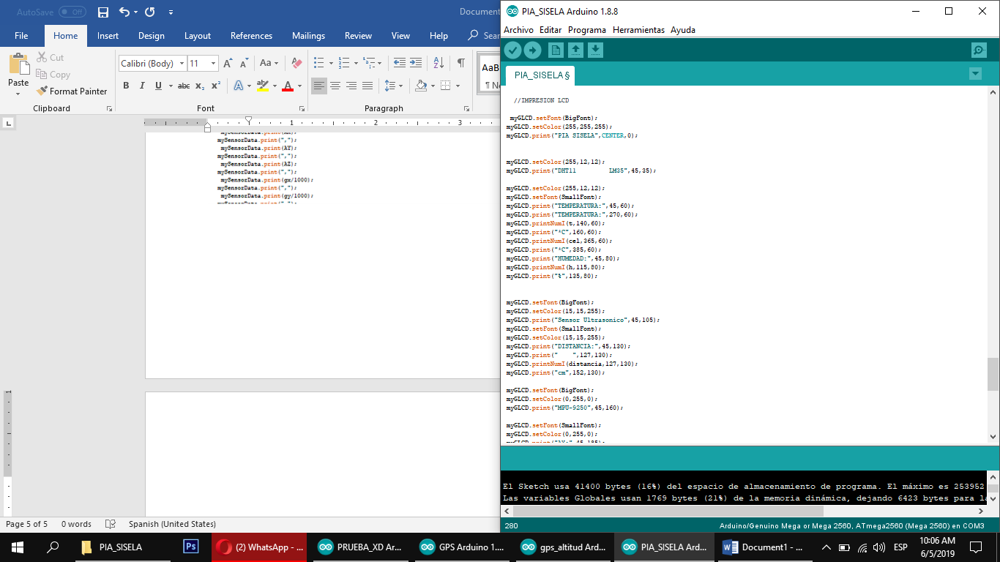 AutoSave Off
Document
File Home Insert Design Layout References Mailings Review View Help Sear
Paste
Cut
Copy
Format Painter
Calibri (Body) 11
AaB
¶ No
Clipboard Font Paragraph
1 2 3
mySensorData.print(AX);
mySensorData.print(",");
mySensorData.print(AY);
mySensorData.print(",");
mySensorData.print(AZ);
mySensorData.print(",");
mySensorData.print(gx/1000);
mySensorData.print(",");
mySensorData.print(gy/1000);
mySensorData.print(",");
1
Page 5 of 5 0 words Spanish (United States)
PIA_SISELA Arduino 1.8.8
Archivo Editar Programa Herramientas Ayuda
PIA_SISELA §
//IMPRESION LCD
myGLCD.setFont(BigFont);
myGLCD.setColor(255,255,255);
myGLCD.print("PIA SISELA",CENTER,0);
myGLCD.setColor(255,12,12);
myGLCD.print("DHT11         LM35",45,35);
myGLCD.setColor(255,12,12);
myGLCD.setFont(SmallFont);
myGLCD.print("TEMPERATURA:",45,60);
myGLCD.print("TEMPERATURA:",270,60);
myGLCD.printNumI(t,140,60);
myGLCD.print("*C",160,60);
myGLCD.printNumI(cel,365,60);
myGLCD.print("*C",385,60);
myGLCD.print("HUMEDAD:",45,80);
myGLCD.printNumI(h,115,80);
myGLCD.print("%",135,80);
myGLCD.setFont(BigFont);
myGLCD.setColor(15,15,255);
myGLCD.print("Sensor Ultrasonico",45,105);
myGLCD.setFont(SmallFont);
myGLCD.setColor(15,15,255);
myGLCD.print("DISTANCIA:",45,130);
myGLCD.print("    ",127,130);
myGLCD.printNumI(distancia,127,130);
myGLCD.print("cm",152,130);
myGLCD.setFont(BigFont);
myGLCD.setColor(0,255,0);
myGLCD.print("MPU-9250",45,160);
myGLCD.setFont(SmallFont);
myGLCD.setColor(0,255,0);
myGLCD.print("AX:",45,185);
El Sketch usa 41400 bytes (16%) del espacio de almacenamiento de programa. El máximo es 253952
Las variables Globales usan 1769 bytes (21%) de la memoria dinámica, dejando 6423 bytes para la
280 Arduino/Genuino Mega or Mega 2560, ATmega2560 (Mega 2560) en COM3
PIA_SISELA
Ps
(2) WhatsApp - ...
PRUEBA_XD Ar...
GPS Arduino 1....
gps_altitud Ard...
PIA_SISELA Ard...
Document1 - ...
ESP
10:06 AM
6/5/2019